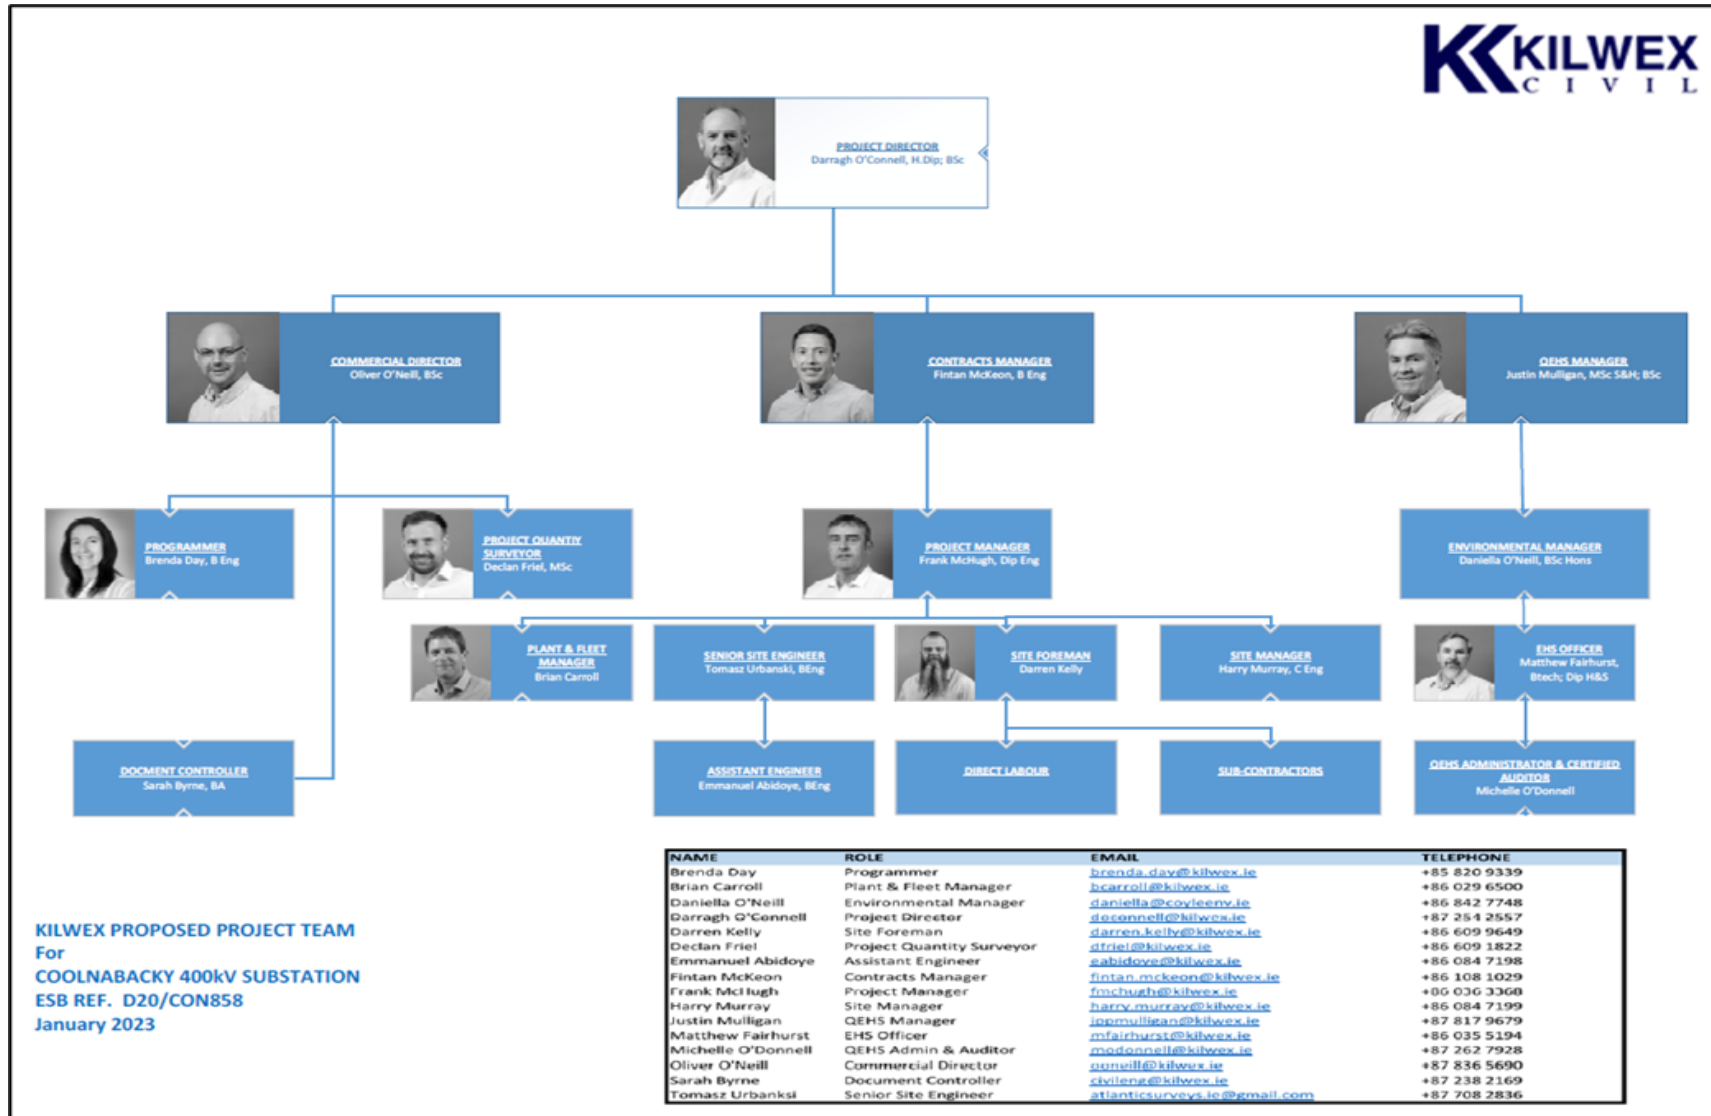 KILWEX
CIVIL
PROJECT DIRECTOR
Darragh O'Connell, H.Dip; BSc
COMMERCIAL DIRECTOR
Oliver O'Neill, BSc
CONTRACTS MANAGER
Fintan McKeon, B Eng
QEHS MANAGER
Justin Mulligan, MSc S&H; BSc
PROGRAMMER
Brenda Day, B Eng
PROJECT QUANTIY
SURVEYOR
Declan Friel, MSc
PROJECT MANAGER
Frank McHugh, Dip Eng
ENVIRONMENTAL MANAGER
Daniella O'Neill, BSc Hons
PLANT & FLEET
MANAGER
Brian Carroll
SENIOR SITE ENGINEER
Tomasz Urbanski, BEng
SITE FOREMAN
Darren Kelly
SITE MANAGER
Harry Murray, C Eng
EHS OFFICER
Matthew Fairhurst,
Btech; Dip H&S
DOCMENT CONTROLLER
Sarah Byrne, BA
ASSISTANT ENGINEER
Emmanuel Abidoye, BEng
DIRECT LABOUR
SUB-CONTRACTORS
QEHS ADMINISTRATOR & CERTIFIED
AUDITOR
Michelle O'Donnell
KILWEX PROPOSED PROJECT TEAM
For
COOLNABACKY 400kV SUBSTATION
ESB REF. D20/CON858
January 2023
NAME ROLE EMAIL TELEPHONE
Brenda Day Programmer brenda.day@kilwex.ie +85 820 9339
Brian Carroll Plant & Fleet Manager bcarroll@kilwex.ie +86 029 6500
Daniella O'Neill Environmental Manager daniella@coyleenv.ie +86 842 7748
Darragh O'Connell Project Director doconnell@kilwex.ie +87 254 2557
Darren Kelly Site Foreman darren.kelly@kilwex.ie +86 609 9649
Declan Friel Project Quantity Surveyor dfriel@kilwex.ie +86 609 1822
Emmanuel Abidoye Assistant Engineer eabidoye@kilwex.ie +86 084 7198
Fintan McKeon Contracts Manager fintan.mckeon@kilwex.ie +86 108 1029
Frank McHugh Project Manager fmchugh@kilwex.ie +86 036 3368
Harry Murray Site Manager harry.murray@kilwex.ie +86 084 7199
Justin Mulligan QEHS Manager jppmulligan@kilwex.ie +87 817 9679
Matthew Fairhurst EHS Officer mfairhurst@kilwex.ie +86 035 5194
Michelle O'Donnell QEHS Admin & Auditor modonnell@kilwex.ie +87 262 7928
Oliver O'Neill Commercial Director ooneill@kilwex.ie +87 836 5690
Sarah Byrne Document Controller civileng@kilwex.ie +87 238 2169
Tomasz Urbanksi Senior Site Engineer atlanticsurveys.ie@gmail.com +87 708 2836